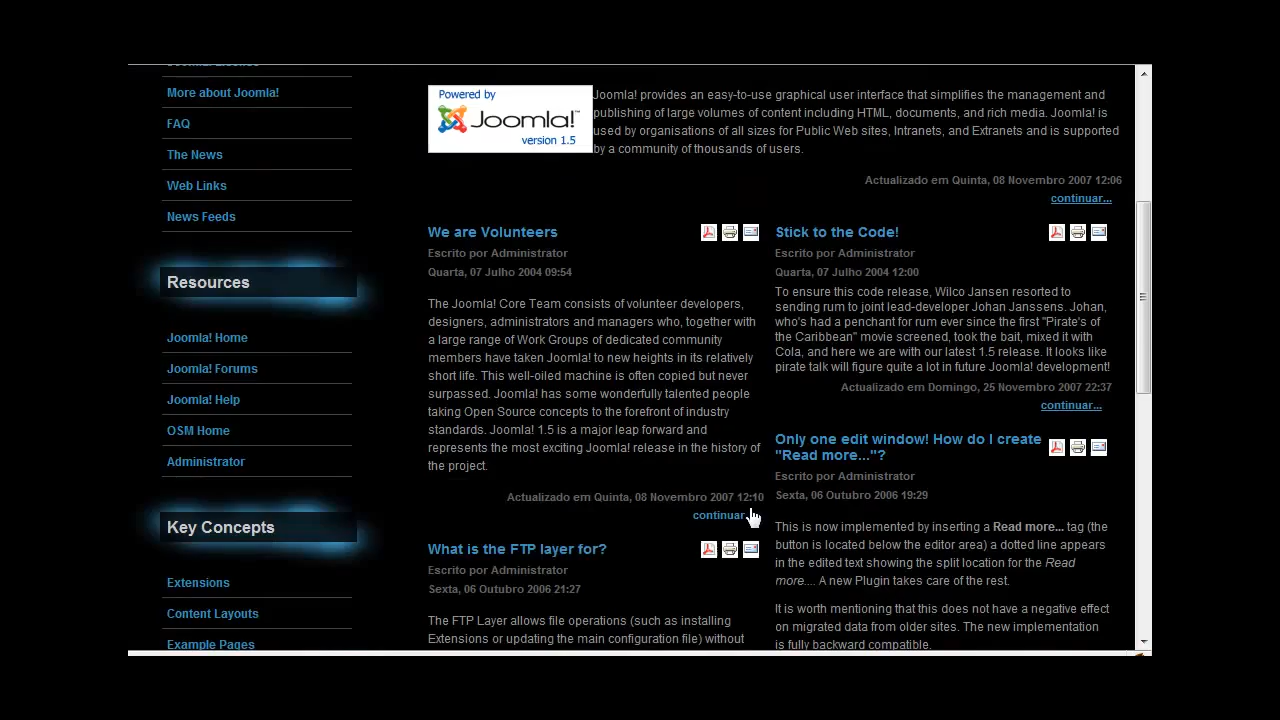 More about Joomla!
FAQ
The News
Web Links
News Feeds
Resources
Joomla! Home
Joomla! Forums
Joomla! Help
OSM Home
Administrator
Key Concepts
Extensions
Content Layouts
Example Pages
Powered by
Joomla!™
version 1.5
Joomla! provides an easy-to-use graphical user interface that simplifies the management and
publishing of large volumes of content including HTML, documents, and rich media. Joomla! is
used by organisations of all sizes for Public Web sites, Intranets, and Extranets and is supported
by a community of thousands of users.
Actualizado em Quinta, 08 Novembro 2007 12:06
continuar...
We are Volunteers
Escrito por Administrator
Quarta, 07 Julho 2004 09:54
The Joomla! Core Team consists of volunteer developers,
designers, administrators and managers who, together with
a large range of Work Groups of dedicated community
members have taken Joomla! to new heights in its relatively
short life. This well-oiled machine is often copied but never
surpassed. Joomla! has some wonderfully talented people
taking Open Source concepts to the forefront of industry
standards. Joomla! 1.5 is a major leap forward and
represents the most exciting Joomla! release in the history of
the project.
Actualizado em Quinta, 08 Novembro 2007 12:10
continuar
What is the FTP layer for?
Escrito por Administrator
Sexta, 06 Outubro 2006 21:27
The FTP Layer allows file operations (such as installing
Extensions or updating the main configuration file) without
Stick to the Code!
Escrito por Administrator
Quarta, 07 Julho 2004 12:00
To ensure this code release, Wilco Jansen resorted to
sending rum to joint lead-developer Johan Janssens. Johan,
who's had a penchant for rum ever since the first "Pirate's of
the Caribbean" movie screened, took the bait, mixed it with
Cola, and here we are with our latest 1.5 release. It looks like
pirate talk will figure quite a lot in future Joomla! development!
Actualizado em Domingo, 25 Novembro 2007 22:37
continuar...
Only one edit window! How do I create
"Read more..."?
Escrito por Administrator
Sexta, 06 Outubro 2006 19:29
This is now implemented by inserting a Read more... tag (the
button is located below the editor area) a dotted line appears
in the edited text showing the split location for the Read
more.... A new Plugin takes care of the rest.
It is worth mentioning that this does not have a negative effect
on migrated data from older sites. The new implementation
is fully backward compatible.